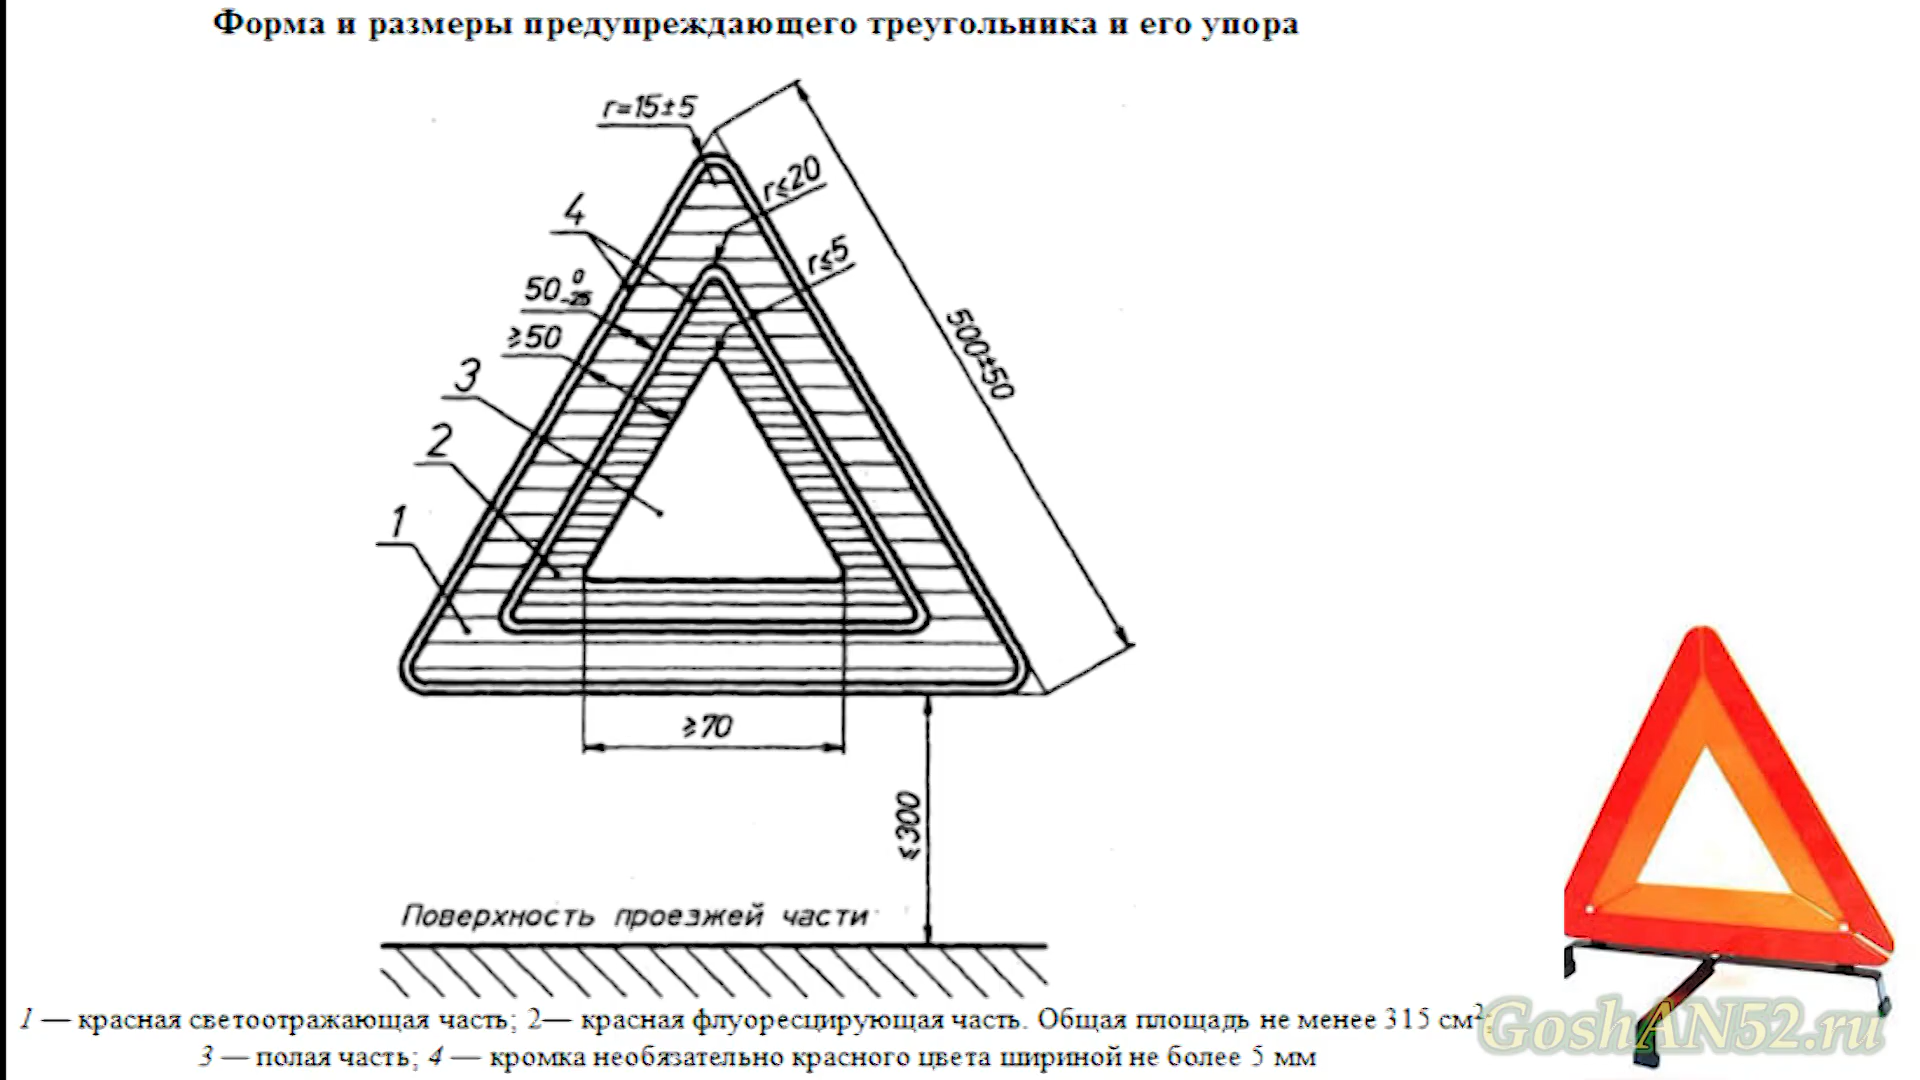 Форма и размеры предупреждающего треугольника и его упора
r=15±5
r≤20
4
r≤5
50 0 -25
≥50
500±50
3
2
1
≥70
≤300
Поверхность проезжей части
1 — красная светоотражающая часть; 2— красная флуоресцирующая часть. Общая площадь не менее 315 см²;
3 — полая часть; 4 — кромка необязательно красного цвета шириной не более 5 мм
GoshAN52.ru